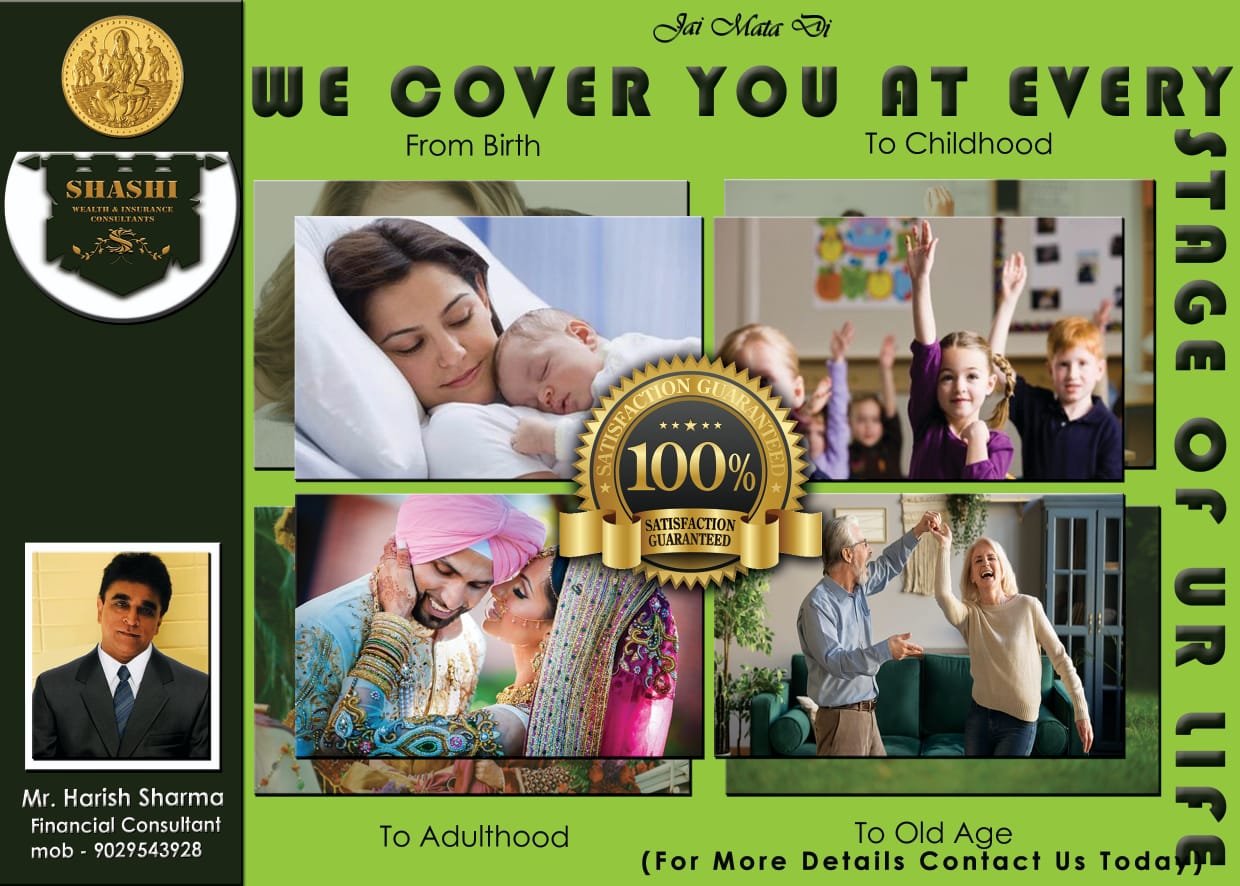 Jai Mata Di
WE COVER YOU AT EVERY
STAGE OF UR LIFE
SHASHI
WEALTH & INSURANCE
CONSULTANTS
From Birth
To Childhood
SATISFACTION GUARANTEED
100%
SATISFACTION
GUARANTEED
To Adulthood
To Old Age
(For More Details Contact Us Today)
Mr. Harish Sharma
Financial Consultant
mob - 9029543928